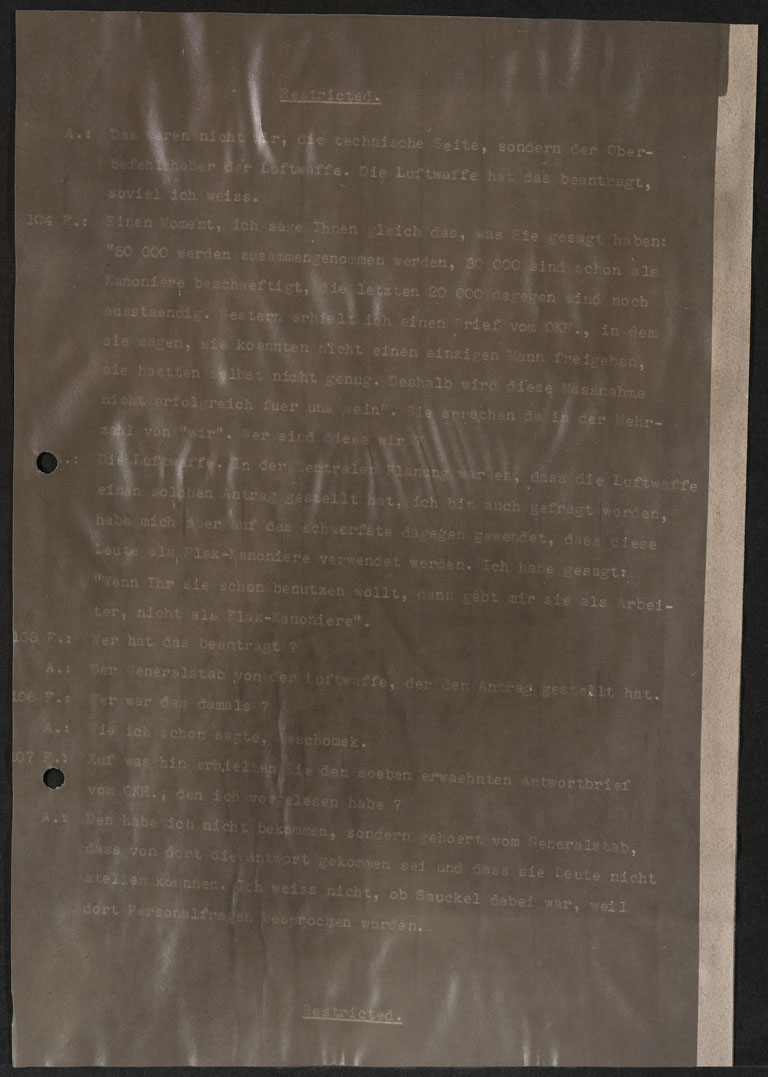 Restricted.
A.: Das waren nicht wir, die technische Seite, sondern der Ober-
befehlshaber der Luftwaffe. Die Luftwaffe hat das beantragt,
soviel ich weiss.
104 F.: Einen Moment, ich sage Ihnen gleich das, was Sie gesagt haben:
"50 000 werden zusammengenommen werden, 30 000 sind schon als
Kanoniere beschaeftigt, die letzten 20 000 dagegen sind noch
ausstaendig. Gestern erhielt ich einen Brief vom OKH., in dem
sie sagen, sie koennten nicht einen einzigen Mann freigeben,
sie haetten selbst nicht genug. Deshalb wird diese Massnahme
nicht erfolgreich fuer uns sein". Sie sprechen da in der Mehr-
zahl von "wir". Wer sind diese wir ?
.: Die Luftwaffe. In der Zentralen Planung war es, dass die Luftwaffe
einen solchen Antrag gestellt hat, ich bin auch gefragt worden,
habe mich aber auf das schaerfste dagegen gewendet, dass diese
Leute als Flak-Kanoniere verwendet werden. Ich habe gesagt:
"Wenn Ihr sie schon benutzen wollt, dann gebt mir sie als Arbei-
ter, nicht als Flak-Kanoniere".
105 F.: Wer hat das beantragt ?
A.: Der Generalstab von der Luftwaffe, der den Antrag gestellt hat.
106 F.: Wer war das damals ?
A.: Wie ich schon sagte, Jeschomek.
107 F.: Auf was hin erhielten Sie den soeben erwaehnten Antwortbrief
vom OKH., den ich vorgelesen habe ?
A.: Den habe ich nicht bekommen, sondern gehoert vom Generalstab,
dass von dort die Antwort gekommen sei und dass sie Leute nicht
stellen koennen. Ich weiss nicht, ob Sauckel dabei war, weil
dort Personalfragen besprochen wurden..
Restricted.